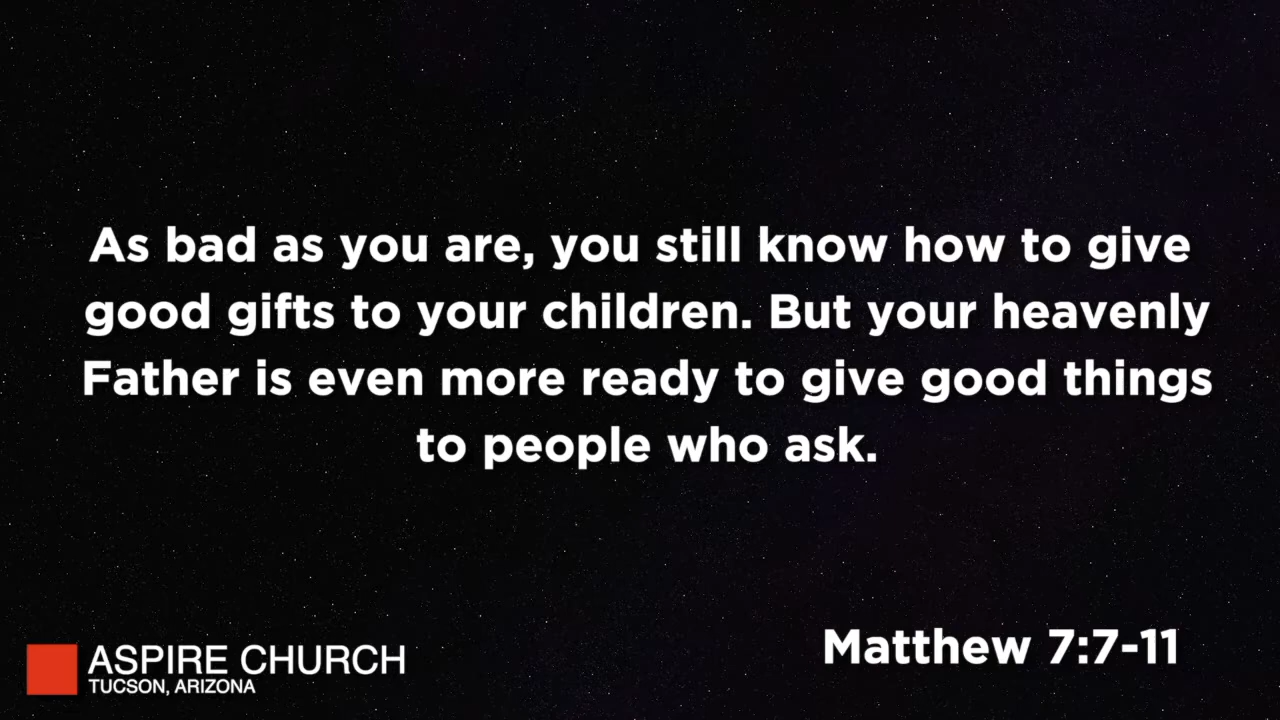 As bad as you are, you still know how to give
good gifts to your children. But your heavenly
Father is even more ready to give good things
to people who ask.
Matthew 7:7-11
ASPIRE CHURCH
TUCSON, ARIZONA